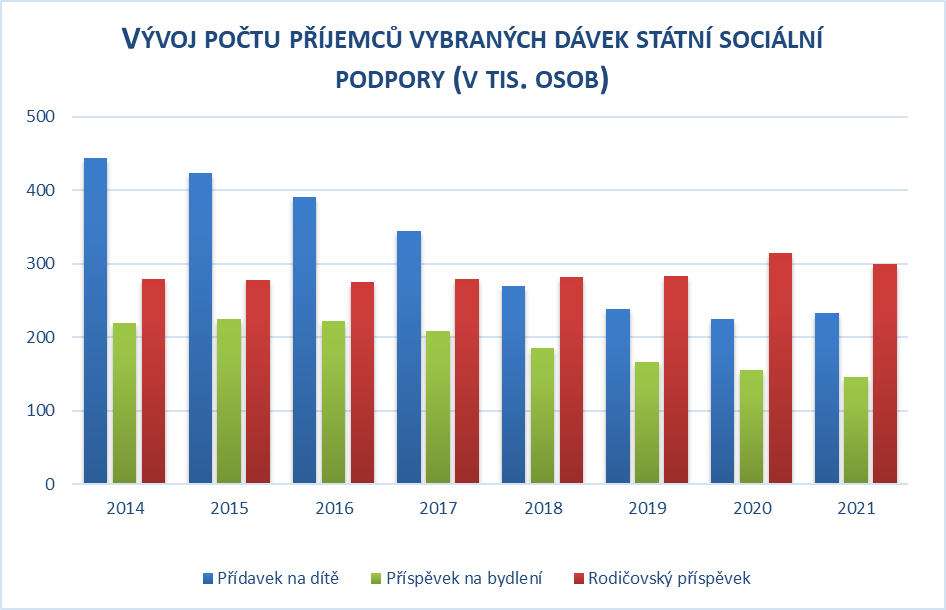 VÝVOJ POČTU PŘÍJEMCŮ VYBRANÝCH DÁVEK STÁTNÍ SOCIÁLNÍ
PODPORY (V TIS. OSOB)
500
400
300
200
100
0
2014 2015 2016 2017 2018 2019 2020 2021
Přídavek na dítě Příspěvek na bydlení Rodičovský příspěvek